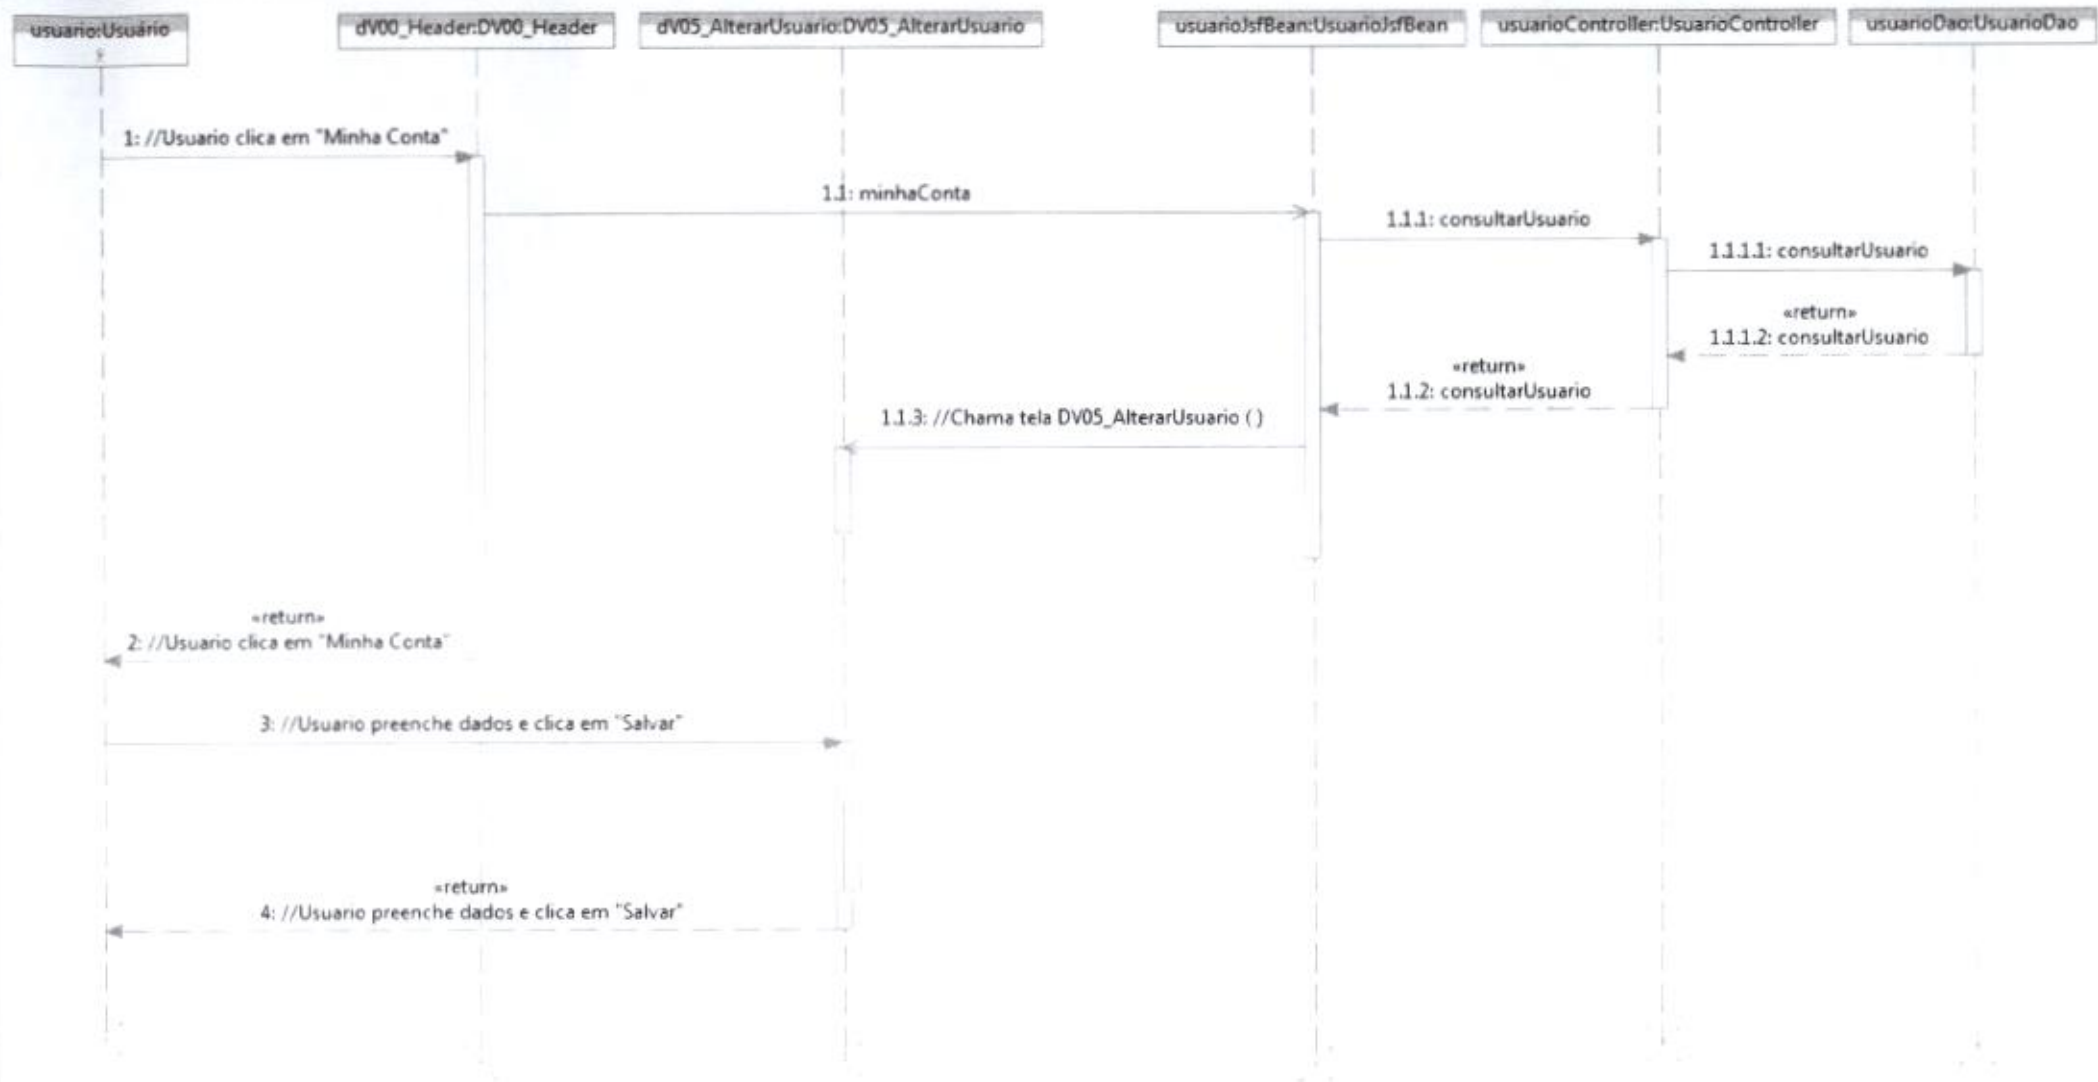 usuario:Usuário
dV00_Header:DV00_Header
dV05_AlterarUsuario:DV05_AlterarUsuario
usuarioJsfBean:UsuarioJsfBean
usuarioController:UsuarioController
usuarioDao:UsuarioDao
1: //Usuario clica em "Minha Conta"
1.1: minhaConta
1.1.1: consultarUsuario
1.1.1.1: consultarUsuario
«return»
1.1.1.2: consultarUsuario
«return»
1.1.2: consultarUsuario
1.1.3: //Chama tela DV05_AlterarUsuario ( )
«return»
2: //Usuario clica em "Minha Conta"
3: //Usuario preenche dados e clica em "Salvar"
«return»
4: //Usuario preenche dados e clica em "Salvar"